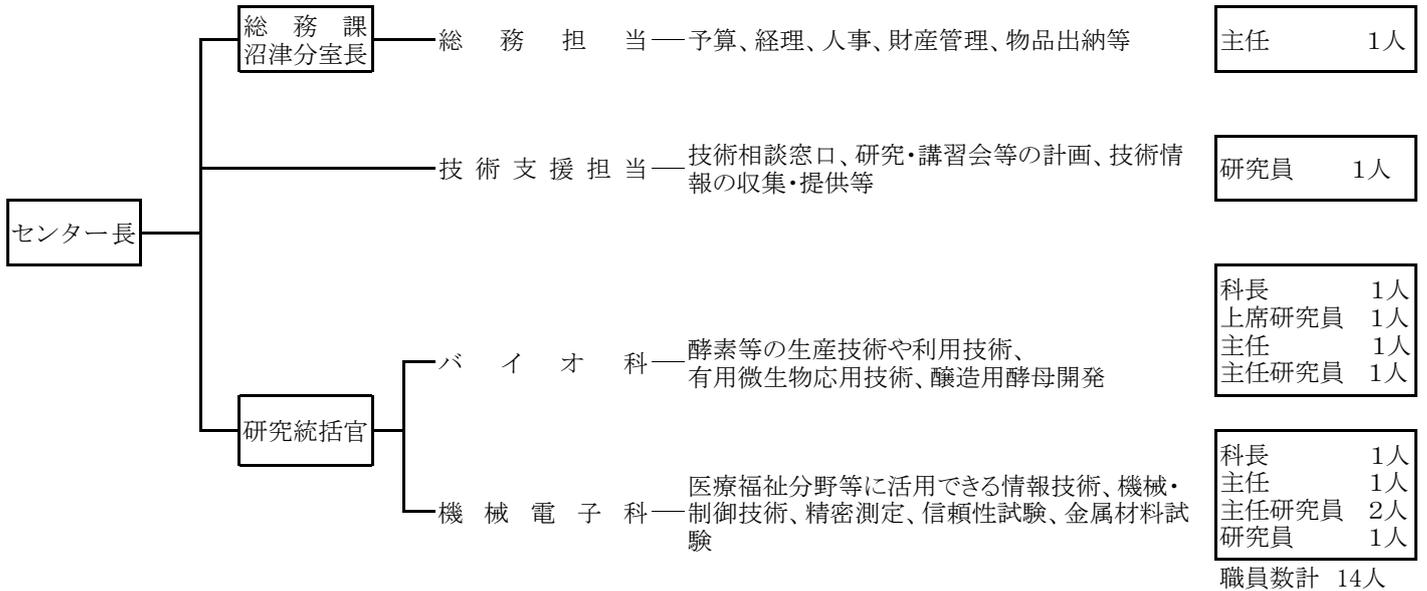 総務課
沼津分室長
総務担当
予算、経理、人事、財産管理、物品出納等
主任 1人
技術支援担当
技術相談窓口、研究・講習会等の計画、技術情
報の収集・提供等
研究員 1人
センター長
バイオ科
酵素等の生産技術や利用技術、
有用微生物応用技術、醸造用酵母開発
科長 1人
上席研究員 1人
主任 1人
主任研究員 1人
研究統括官
機械電子科
医療福祉分野等に活用できる情報技術、機械・
制御技術、精密測定、信頼性試験、金属材料試
験
科長 1人
主任 1人
主任研究員 2人
研究員 1人
職員数計 14人